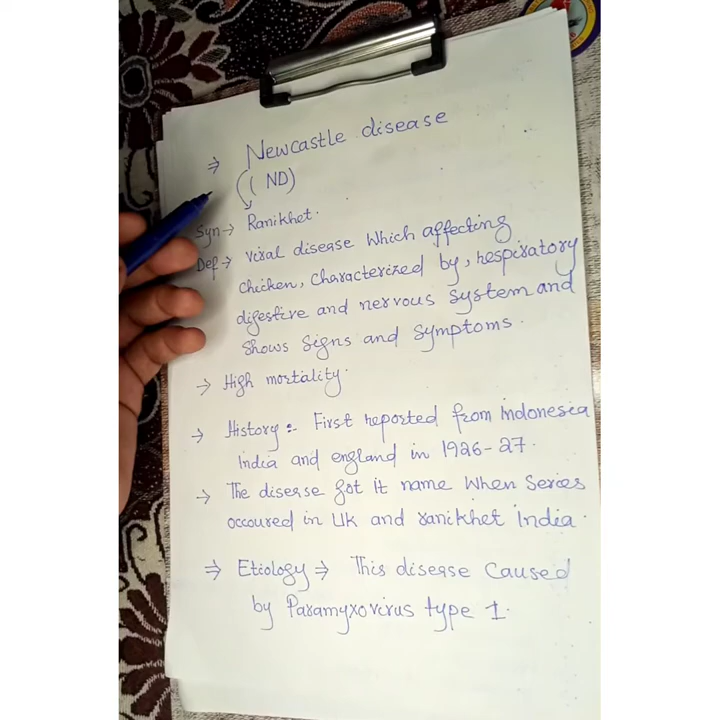 ⇒ Newcastle disease
( ND)
Syn → Ranikhet.
Def → viral disease which affecting
chicken, characterized by, respiratory
digestive and nervous system and
shows signs and symptoms.
→ High mortality.
→ History :- First reported from indonesia
india and england in 1926-27.
→ The disease got it name when series
occoured in UK and ranikhet india.
⇒ Etiology ⇒ This disease caused
by Paramyxovirus type 1.